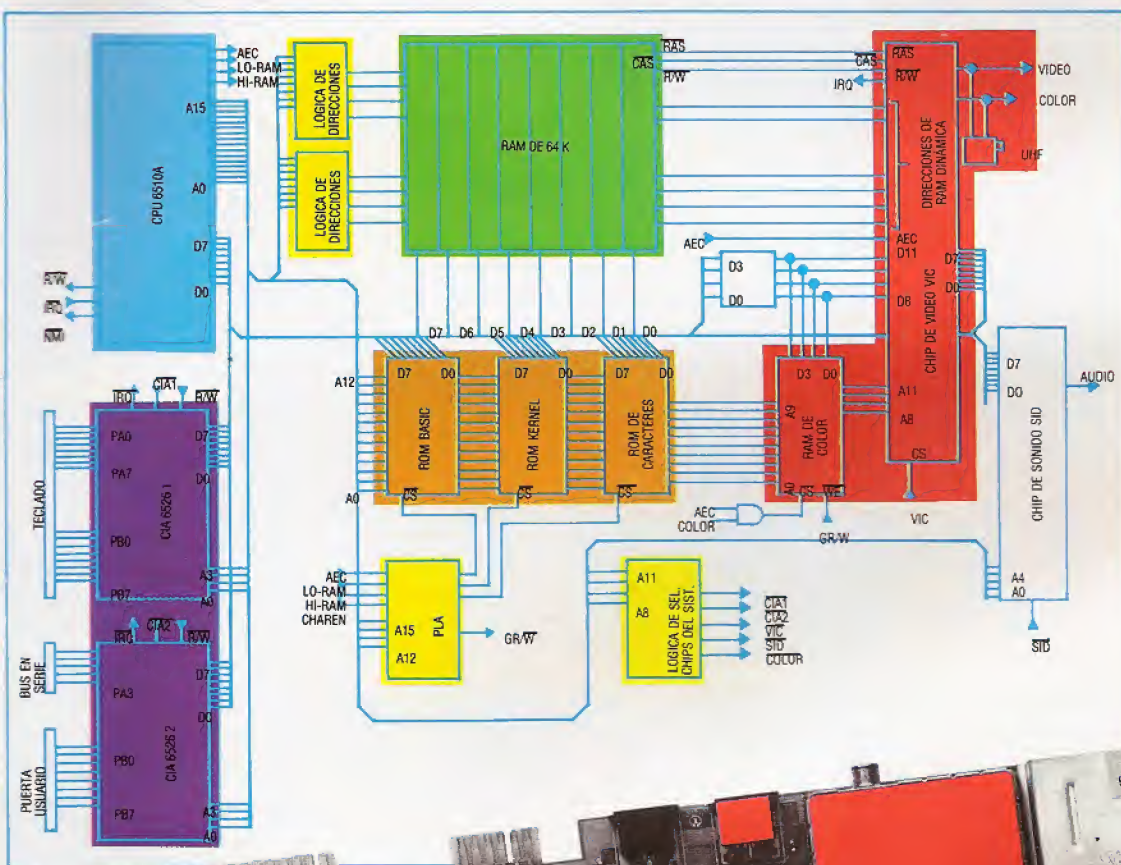 AEC
LO-RAM
HI-RAM
A15
A0
D7
D0
CPU 6510A
R/W
IRQ
NMI
LOGICA DE
DIRECCIONES
LOGICA DE
DIRECCIONES
RAM DE 64 K
RAS
CAS
R/W
CAS
RAS
R/W
IRQ
DIRECCIONES DE
RAM DINÁMICA
CHIP DE VIDEO VIC
AEC
D11
D8
D7
D0
A11
A8
CS
VIC
VIDEO
COLOR
UHF
AEC
D3
D0
D7 D6 D5 D4 D3 D2 D1 D0
A12
A0
D7 D0
ROM BASIC
CS
D7 D0
ROM KERNEL
CS
D7 D0
ROM DE
CARACTERES
CS
D3 D0
A9
A0
RAM DE
COLOR
CS
WE
GR/W
AEC
COLOR
D7
D0
CHIP DE SONIDO SID
A4
A0
AUDIO
SID
TECLADO
IRQ
CIA1
R/W
PA0
PA7
PB0
PB7
CIA 6526 1
D7
D0
A3
A0
BUS EN
SERIE
PUERTA
USUARIO
IRQ
CIA2
R/W
PA3
PB0
PB7
CIA 6526 2
D7
D0
A3
A0
AEC
LO-RAM
HI-RAM
CHAREN
A15
A12
PLA
GR/W
A11
A8
LOGICA DE SEL.
CHIPS DEL SIST.
CIA1
CIA2
VIC
SID
COLOR